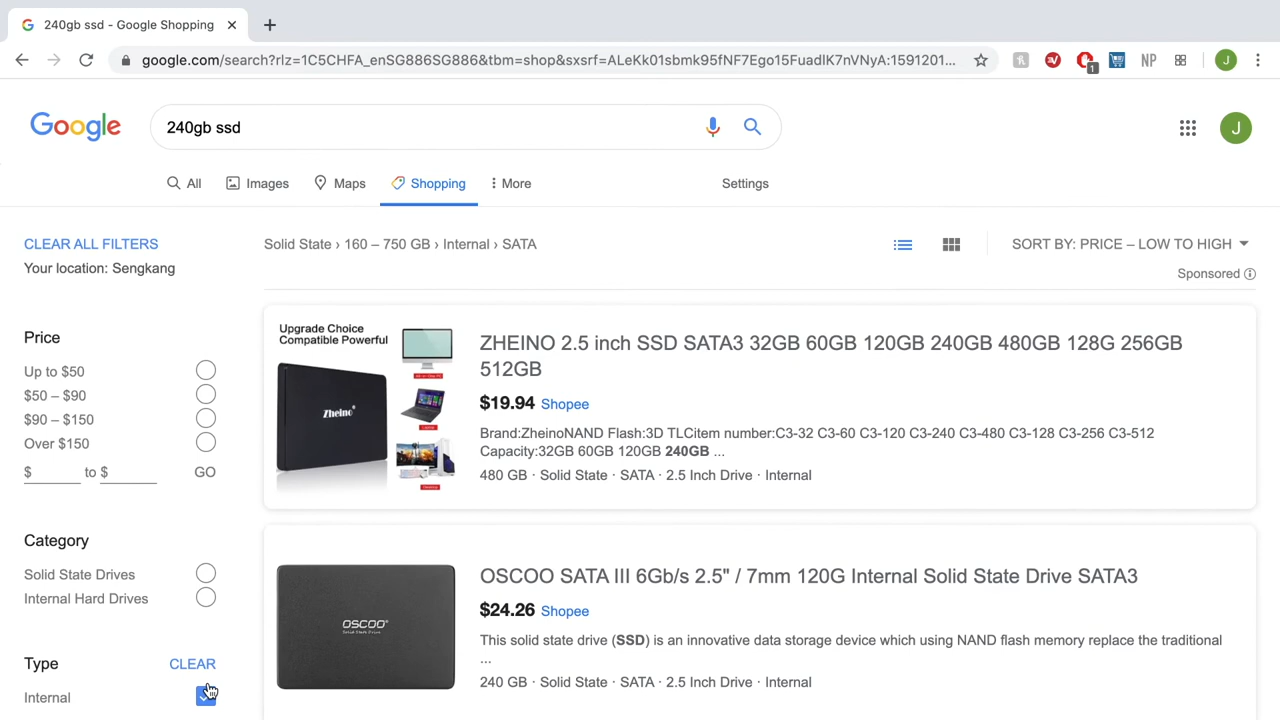 240gb ssd - Google Shopping
google.com/search?rlz=1C5CHFA_enSG886SG886&tbm=shop&sxsrf=ALeKk01sbmk95fNF7Ego15FuadIK7nVNyA:1591201...
1
NP
J
Google
240gb ssd
J
All
Images
Maps
Shopping
More
Settings
CLEAR ALL FILTERS
Your location: Sengkang
Solid State › 160 – 750 GB › Internal › SATA
SORT BY: PRICE – LOW TO HIGH
Sponsored
Price
Up to $50
$50 – $90
$90 – $150
Over $150
$ to $ GO
Category
Solid State Drives
Internal Hard Drives
Type CLEAR
Internal
Upgrade Choice
Compatible Powerful
Zheino
ZHEINO 2.5 inch SSD SATA3 32GB 60GB 120GB 240GB 480GB 128G 256GB
512GB
$19.94 Shopee
Brand:ZheinoNAND Flash:3D TLCitem number:C3-32 C3-60 C3-120 C3-240 C3-480 C3-128 C3-256 C3-512
Capacity:32GB 60GB 120GB 240GB ...
480 GB · Solid State · SATA · 2.5 Inch Drive · Internal
OSCOO
Solid State Drive
OSCOO SATA III 6Gb/s 2.5" / 7mm 120G Internal Solid State Drive SATA3
$24.26 Shopee
This solid state drive (SSD) is an innovative data storage device which using NAND flash memory replace the traditional
...
240 GB · Solid State · SATA · 2.5 Inch Drive · Internal